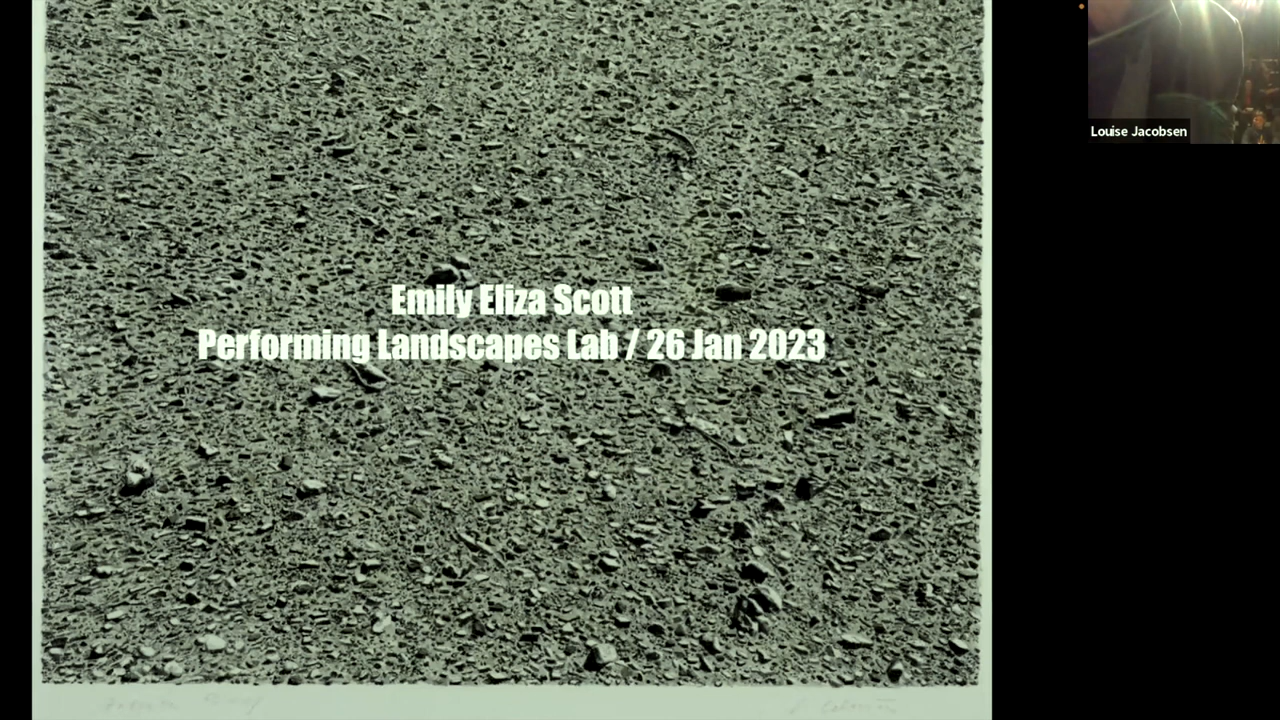 Emily Eliza Scott
Performing Landscapes Lab / 26 Jan 2023
Louise Jacobsen